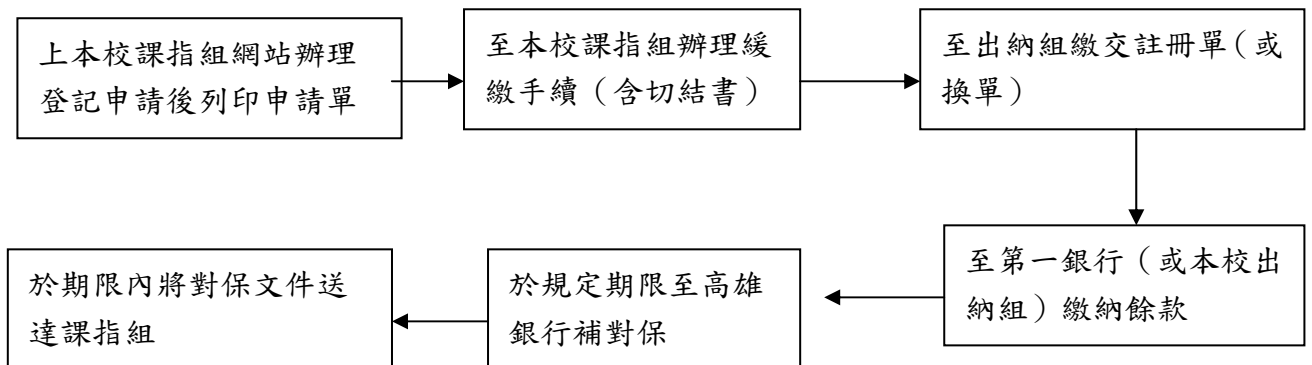 上本校課指組網站辦理
登記申請後列印申請單
至本校課指組辦理緩
繳手續（含切結書）
至出納組繳交註冊單（或
換單）
至第一銀行（或本校出
納組）繳納餘款
於規定期限至高雄
銀行補對保
於期限內將對保文件送
達課指組